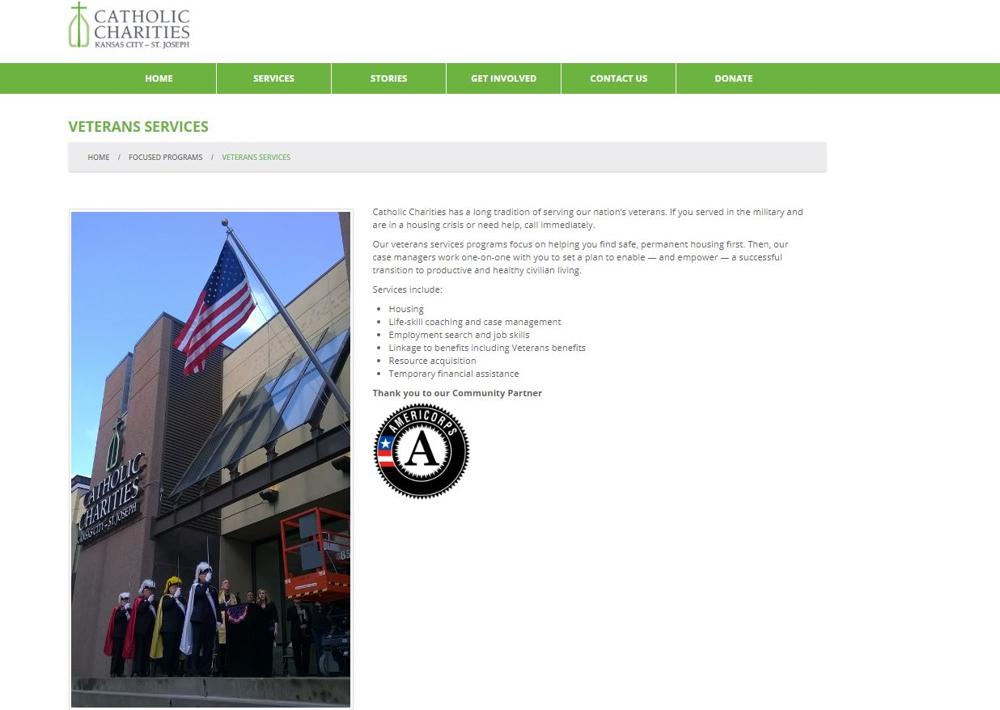 CATHOLIC
CHARITIES
KANSAS CITY – ST. JOSEPH
HOME
SERVICES
STORIES
GET INVOLVED
CONTACT US
DONATE
VETERANS SERVICES
HOME / FOCUSED PROGRAMS / VETERANS SERVICES
Catholic Charities has a long tradition of serving our nation's veterans. If you served in the military and
are in a housing crisis or need help, call immediately.
Our veterans services programs focus on helping you find safe, permanent housing first. Then, our
case managers work one-on-one with you to set a plan to enable — and empower — a successful
transition to productive and healthy civilian living.
Services include:
• Housing
• Life-skill coaching and case management
• Employment search and job skills
• Linkage to benefits including Veterans benefits
• Resource acquisition
• Temporary financial assistance
Thank you to our Community Partner
AMERICORPS
A
CATHOLIC
CHARITIES
KANSAS CITY – ST. JOSEPH